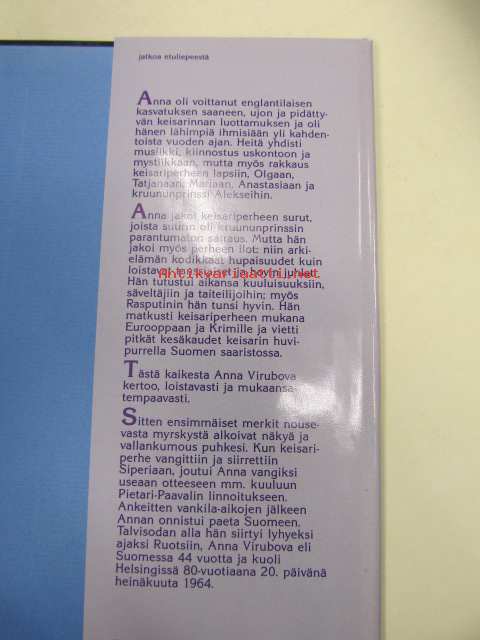 jatkoa etuliepeestä
Anna oli voittanut englantilaisen
kasvatuksen saaneen, ujon ja pidätty-
vän keisarinnan luottamuksen ja oli
hänen lähimpiä ihmisiään yli kahden-
toista vuoden ajan. Heitä yhdisti
musiikki, kiinnostus uskontoon ja
mystiikkaan, mutta myös rakkaus
keisariperheen lapsiin, Olgaan,
Tatjanaan, Mariaan, Anastasiaan ja
kruununprinssi Alekseihin.
Anna jakoi keisariperheen surut,
joista suurin oli kruununprinssin
parantumaton sairaus. Mutta hän
jakoi myös perheen ilot: niin arki-
elämän kodikkaat hupaisuudet kuin
loistavat tanssiaiset ja hovin juhlat.
Antikvariaatti.net
Hän tutustui aikansa kuuluisuuksiin,
säveltäjiin ja taiteilijoihin; myös
Rasputinin hän tunsi hyvin. Hän
matkusti keisariperheen mukana
Eurooppaan ja Krimille ja vietti
pitkät kesäkaudet keisarin huvi-
purrella Suomen saaristossa.
Tästä kaikesta Anna Virubova
kertoo, loistavasti ja mukaansa-
tempaavasti.
Sitten ensimmäiset merkit nouse-
vasta myrskystä alkoivat näkyä ja
vallankumous puhkesi. Kun keisari-
perhe vangittiin ja siirrettiin
Siperiaan, joutui Anna vangiksi
useaan otteeseen mm. kuuluun
Pietari-Paavalin linnoitukseen.
Ankeitten vankila-aikojen jälkeen
Annan onnistui paeta Suomeen.
Talvisodan alla hän siirtyi lyhyeksi
ajaksi Ruotsiin, Anna Virubova eli
Suomessa 44 vuotta ja kuoli
Helsingissä 80-vuotiaana 20. päivänä
heinäkuuta 1964.